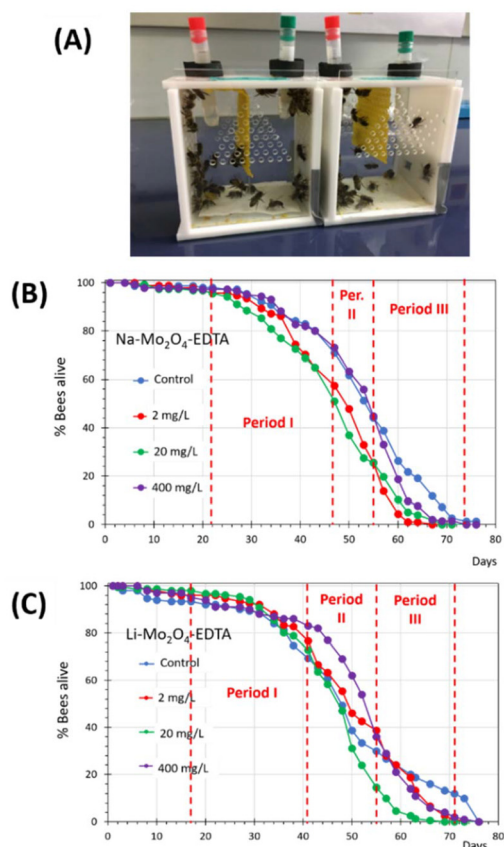 (A)
(B)
100
80
60
40
20
0
% Bees alive
Na-Mo₂O₄-EDTA
Control
2 mg/L
20 mg/L
400 mg/L
Period I
Per.
II
Period III
0 10 20 30 40 50 60 70 80
Days
(C)
100
80
60
40
20
0
% Bees alive
Li-Mo₂O₄-EDTA
Control
2 mg/L
20 mg/L
400 mg/L
Period I
Period
II
Period
III
0 10 20 30 40 50 60 70 80
Days